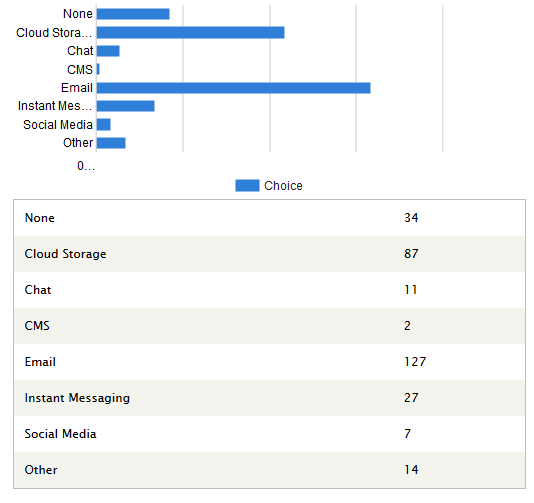 None
Cloud Stora...
Chat
CMS
Email
Instant Mes...
Social Media
Other
0...
Choice
None 34
Cloud Storage 87
Chat 11
CMS 2
Email 127
Instant Messaging 27
Social Media 7
Other 14